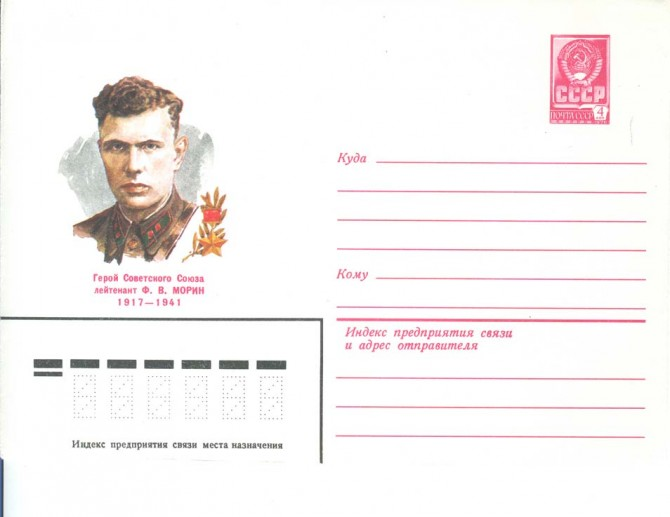 СССР
ПОЧТА СССР 4
Куда
Кому
Герой Советского Союза
лейтенант Ф. В. МОРИН
1917—1941
Индекс предприятия связи
и адрес отправителя
Индекс предприятия связи места назначения